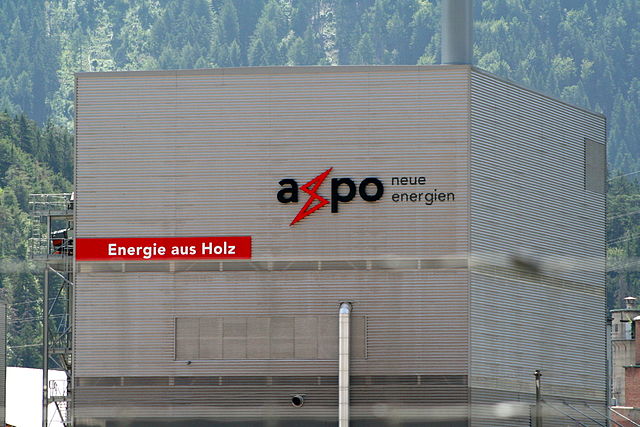 axpo neue
energien
Energie aus Holz